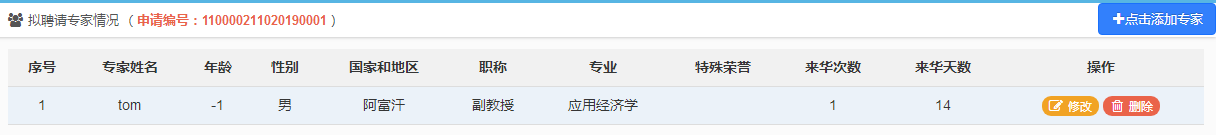 拟聘请专家情况 （申请编号：110000211020190001）
点击添加专家
序号 专家姓名 年龄 性别 国家和地区 职称 专业 特殊荣誉 来华次数 来华天数 操作
1 tom -1 男 阿富汗 副教授 应用经济学 1 14 修改 删除